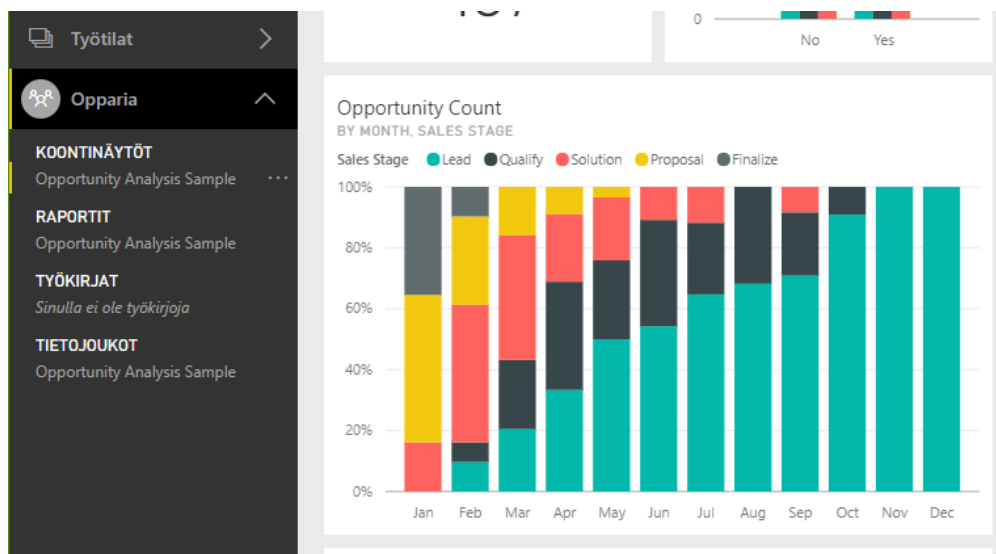 Työtilat
Opparia
KOONTINÄYTÖT
Opportunity Analysis Sample ...
RAPORTIT
Opportunity Analysis Sample
TYÖKIRJAT
Sinulla ei ole työkirjoja
TIETOJOUKOT
Opportunity Analysis Sample
0
No Yes
Opportunity Count
BY MONTH, SALES STAGE
Sales Stage Lead Qualify Solution Proposal Finalize
100%
80%
60%
40%
20%
0%
Jan Feb Mar Apr May Jun Jul Aug Sep Oct Nov Dec